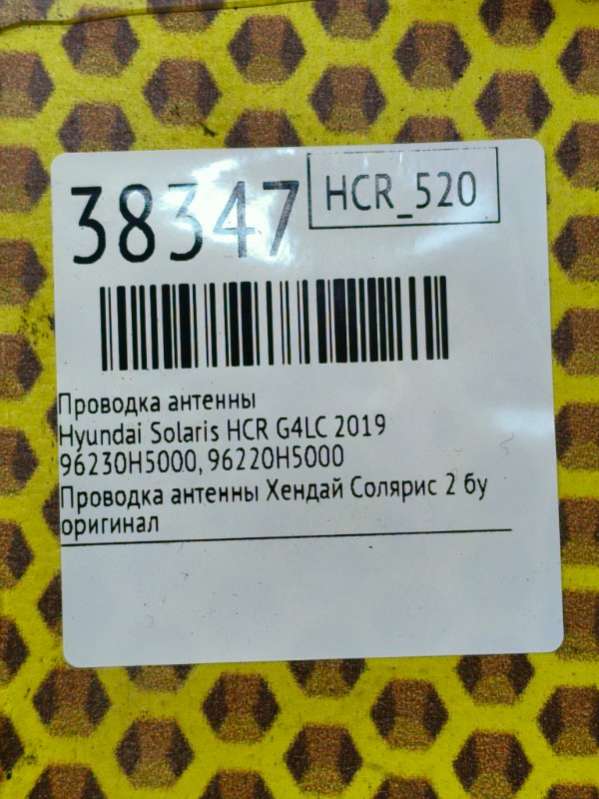 38347
HCR_520
Проводка антенны
Hyundai Solaris HCR G4LC 2019
96230H5000, 96220H5000
Проводка антенны Хендай Солярис 2 бу
оригинал